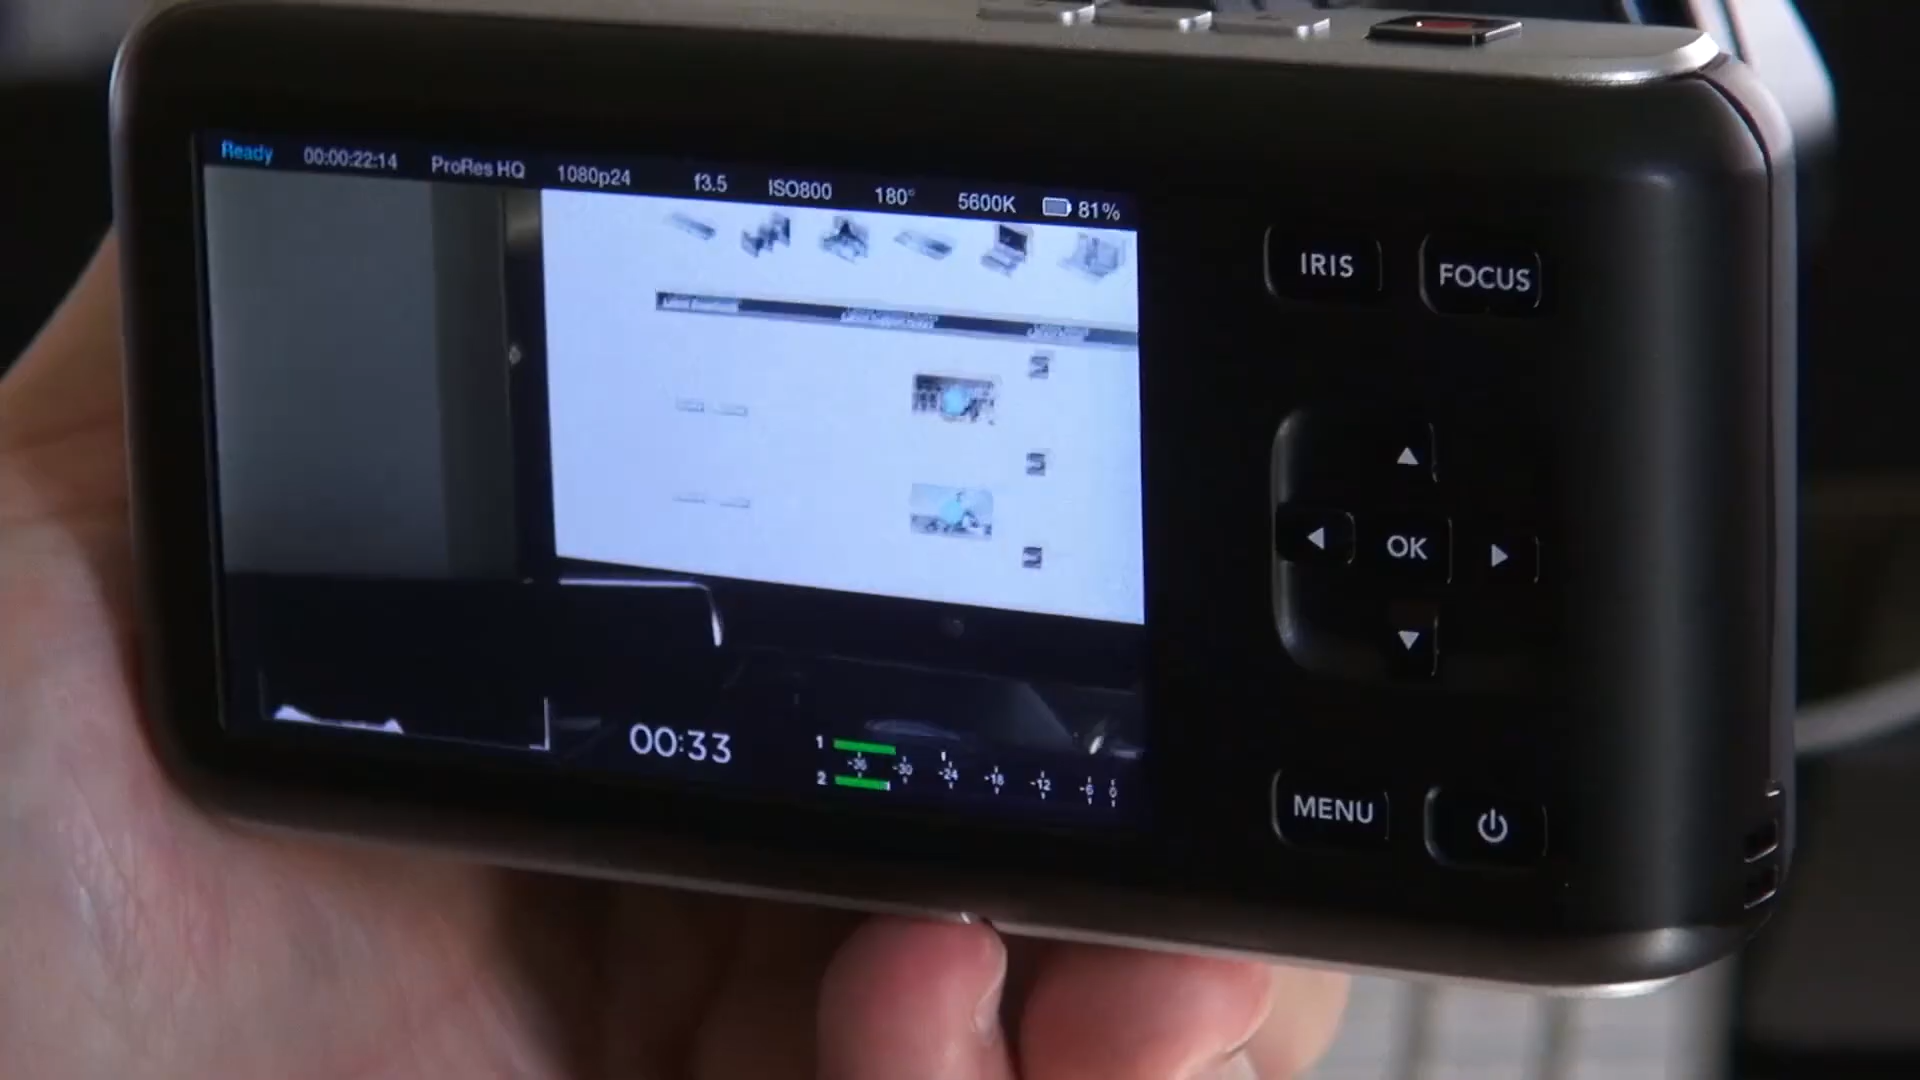 Ready 00:00:22:14 ProRes HQ 1080p24 f3.5 ISO800 180° 5600K 81%
IRIS FOCUS
OK
MENU
00:33
1
-36 -30 -24 -18 -12 -6 0
2